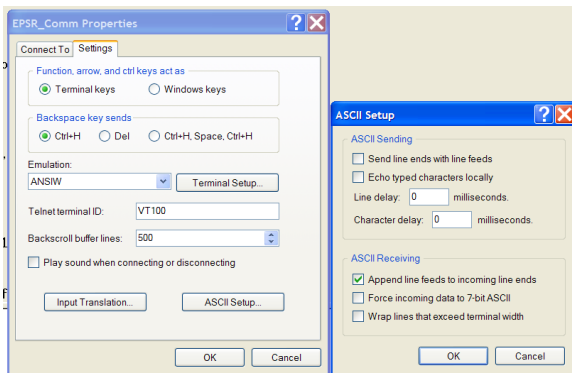 EPSR_Comm Properties
Connect To Settings
Function, arrow, and ctrl keys act as
Terminal keys Windows keys
Backspace key sends
Ctrl+H Del Ctrl+H, Space, Ctrl+H
Emulation:
ANSIW Terminal Setup...
Telnet terminal ID: VT100
Backscroll buffer lines: 500
Play sound when connecting or disconnecting
Input Translation... ASCII Setup...
OK Cancel
ASCII Setup
ASCII Sending
Send line ends with line feeds
Echo typed characters locally
Line delay: 0 milliseconds.
Character delay: 0 milliseconds.
ASCII Receiving
Append line feeds to incoming line ends
Force incoming data to 7-bit ASCII
Wrap lines that exceed terminal width
OK Cancel